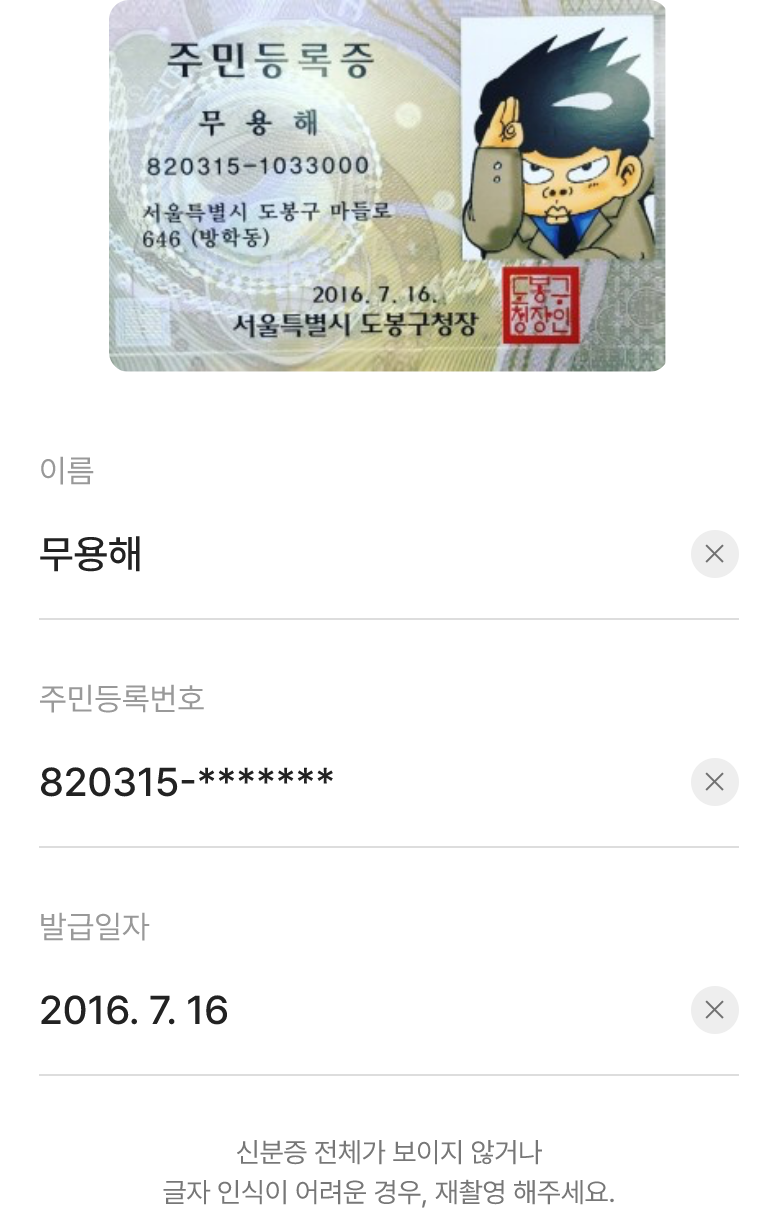 주민등록증
무 용 해
820315-1033000
서울특별시 도봉구 마들로
646 (방학동)
2016. 7. 16.
서울특별시 도봉구청장
도봉구
청장인
이름
무용해
주민등록번호
820315-*******
발급일자
2016. 7. 16
신분증 전체가 보이지 않거나
글자 인식이 어려운 경우, 재촬영 해주세요.